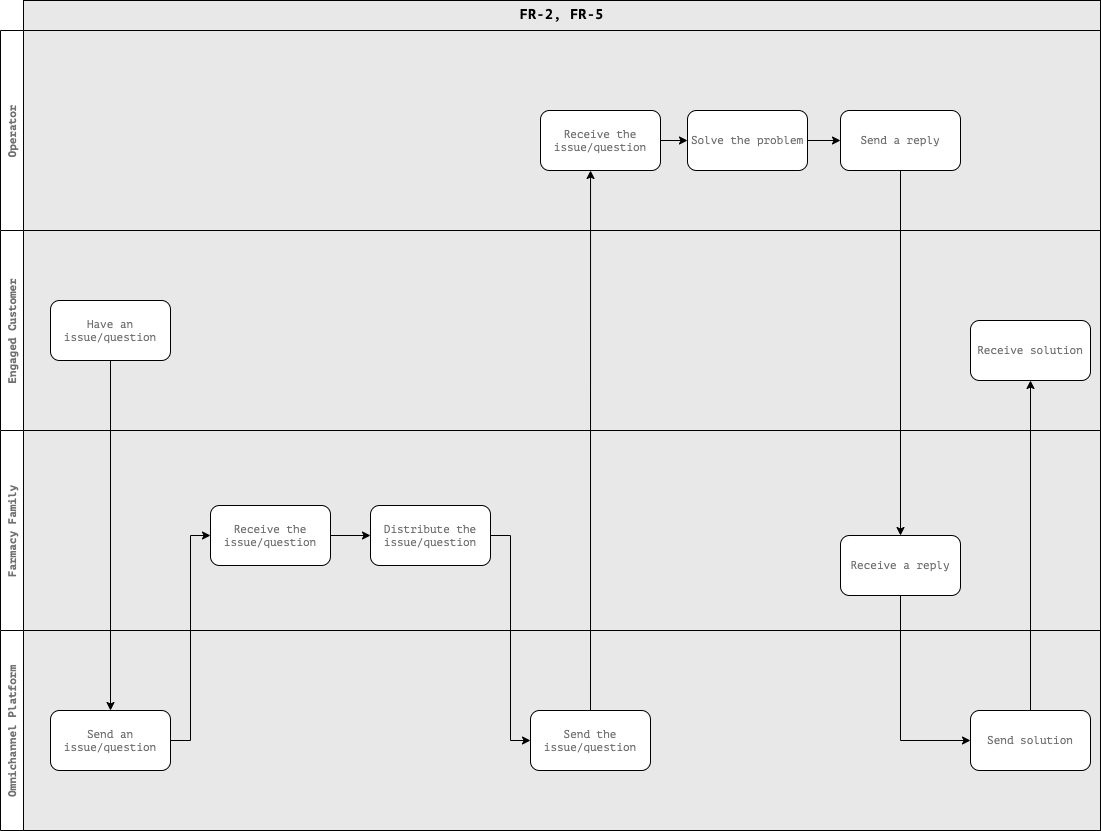 FR-2, FR-5
Operator
Receive the
issue/question
Solve the problem
Send a reply
Engaged Customer
Have an
issue/question
Receive solution
Farmacy Family
Receive the
issue/question
Distribute the
issue/question
Receive a reply
Omnichannel Platform
Send an
issue/question
Send the
issue/question
Send solution